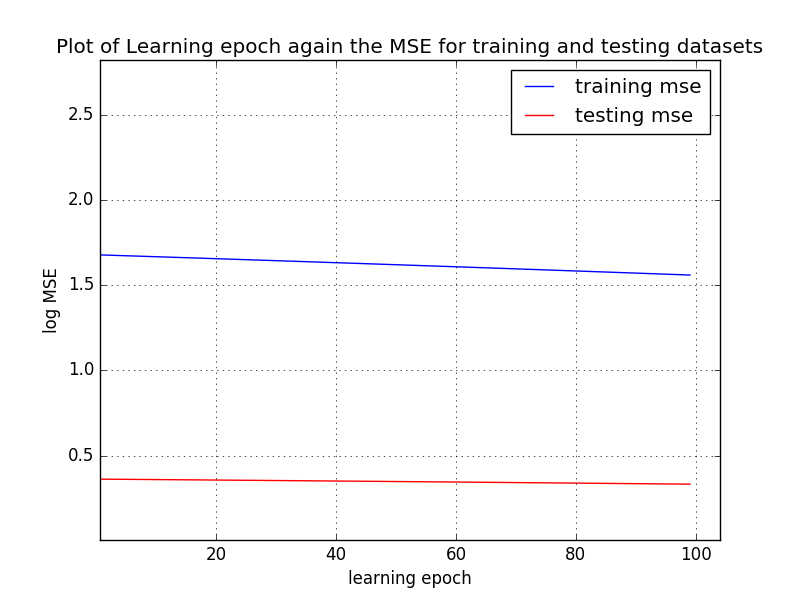 Plot of Learning epoch again the MSE for training and testing datasets
training mse
testing mse
2.5
2.0
1.5
1.0
0.5
log MSE
20 40 60 80 100
learning epoch